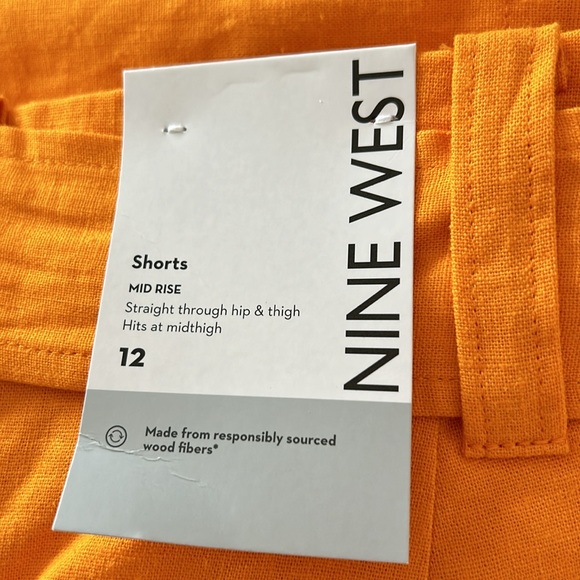 NINE WEST
Shorts
MID RISE
Straight through hip & thigh
Hits at midthigh
12
Made from responsibly sourced
wood fibers*